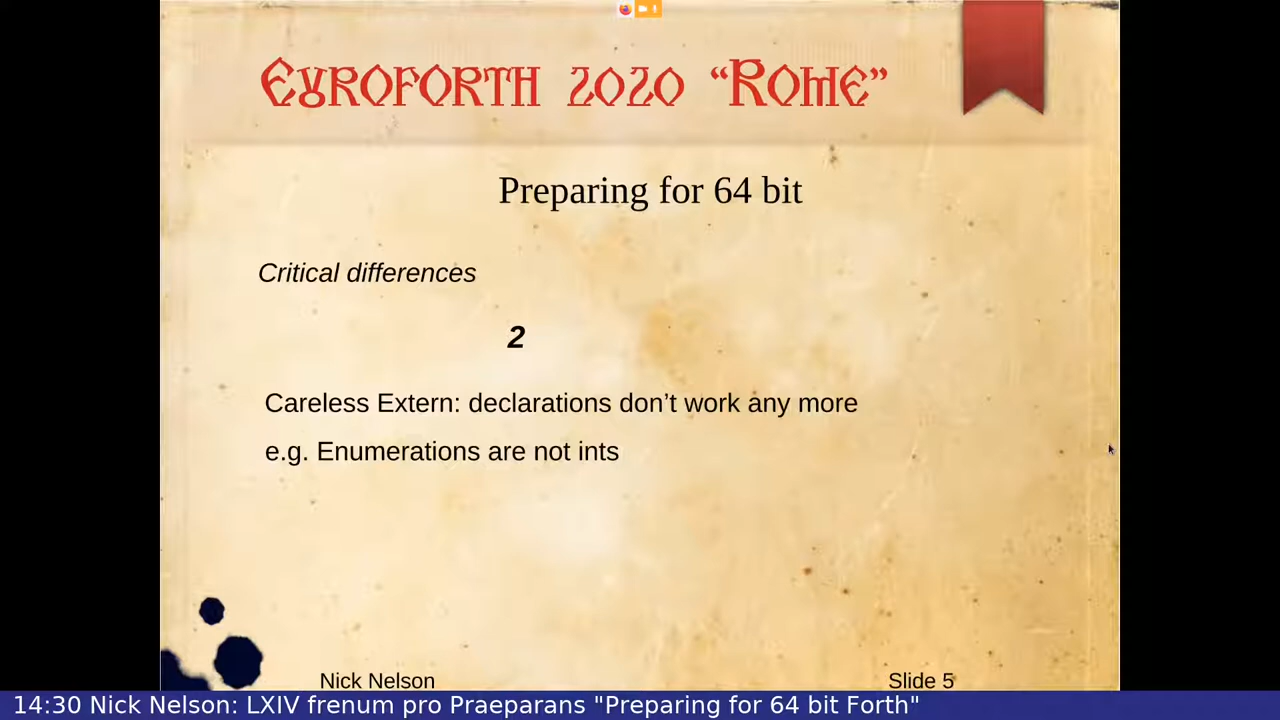 EUROFORTH 2020 “ROME”
Preparing for 64 bit
Critical differences
2
Careless Extern: declarations don’t work any more
e.g. Enumerations are not ints
Nick Nelson
Slide 5
14:30 Nick Nelson: LXIV frenum pro Praeparans "Preparing for 64 bit Forth"